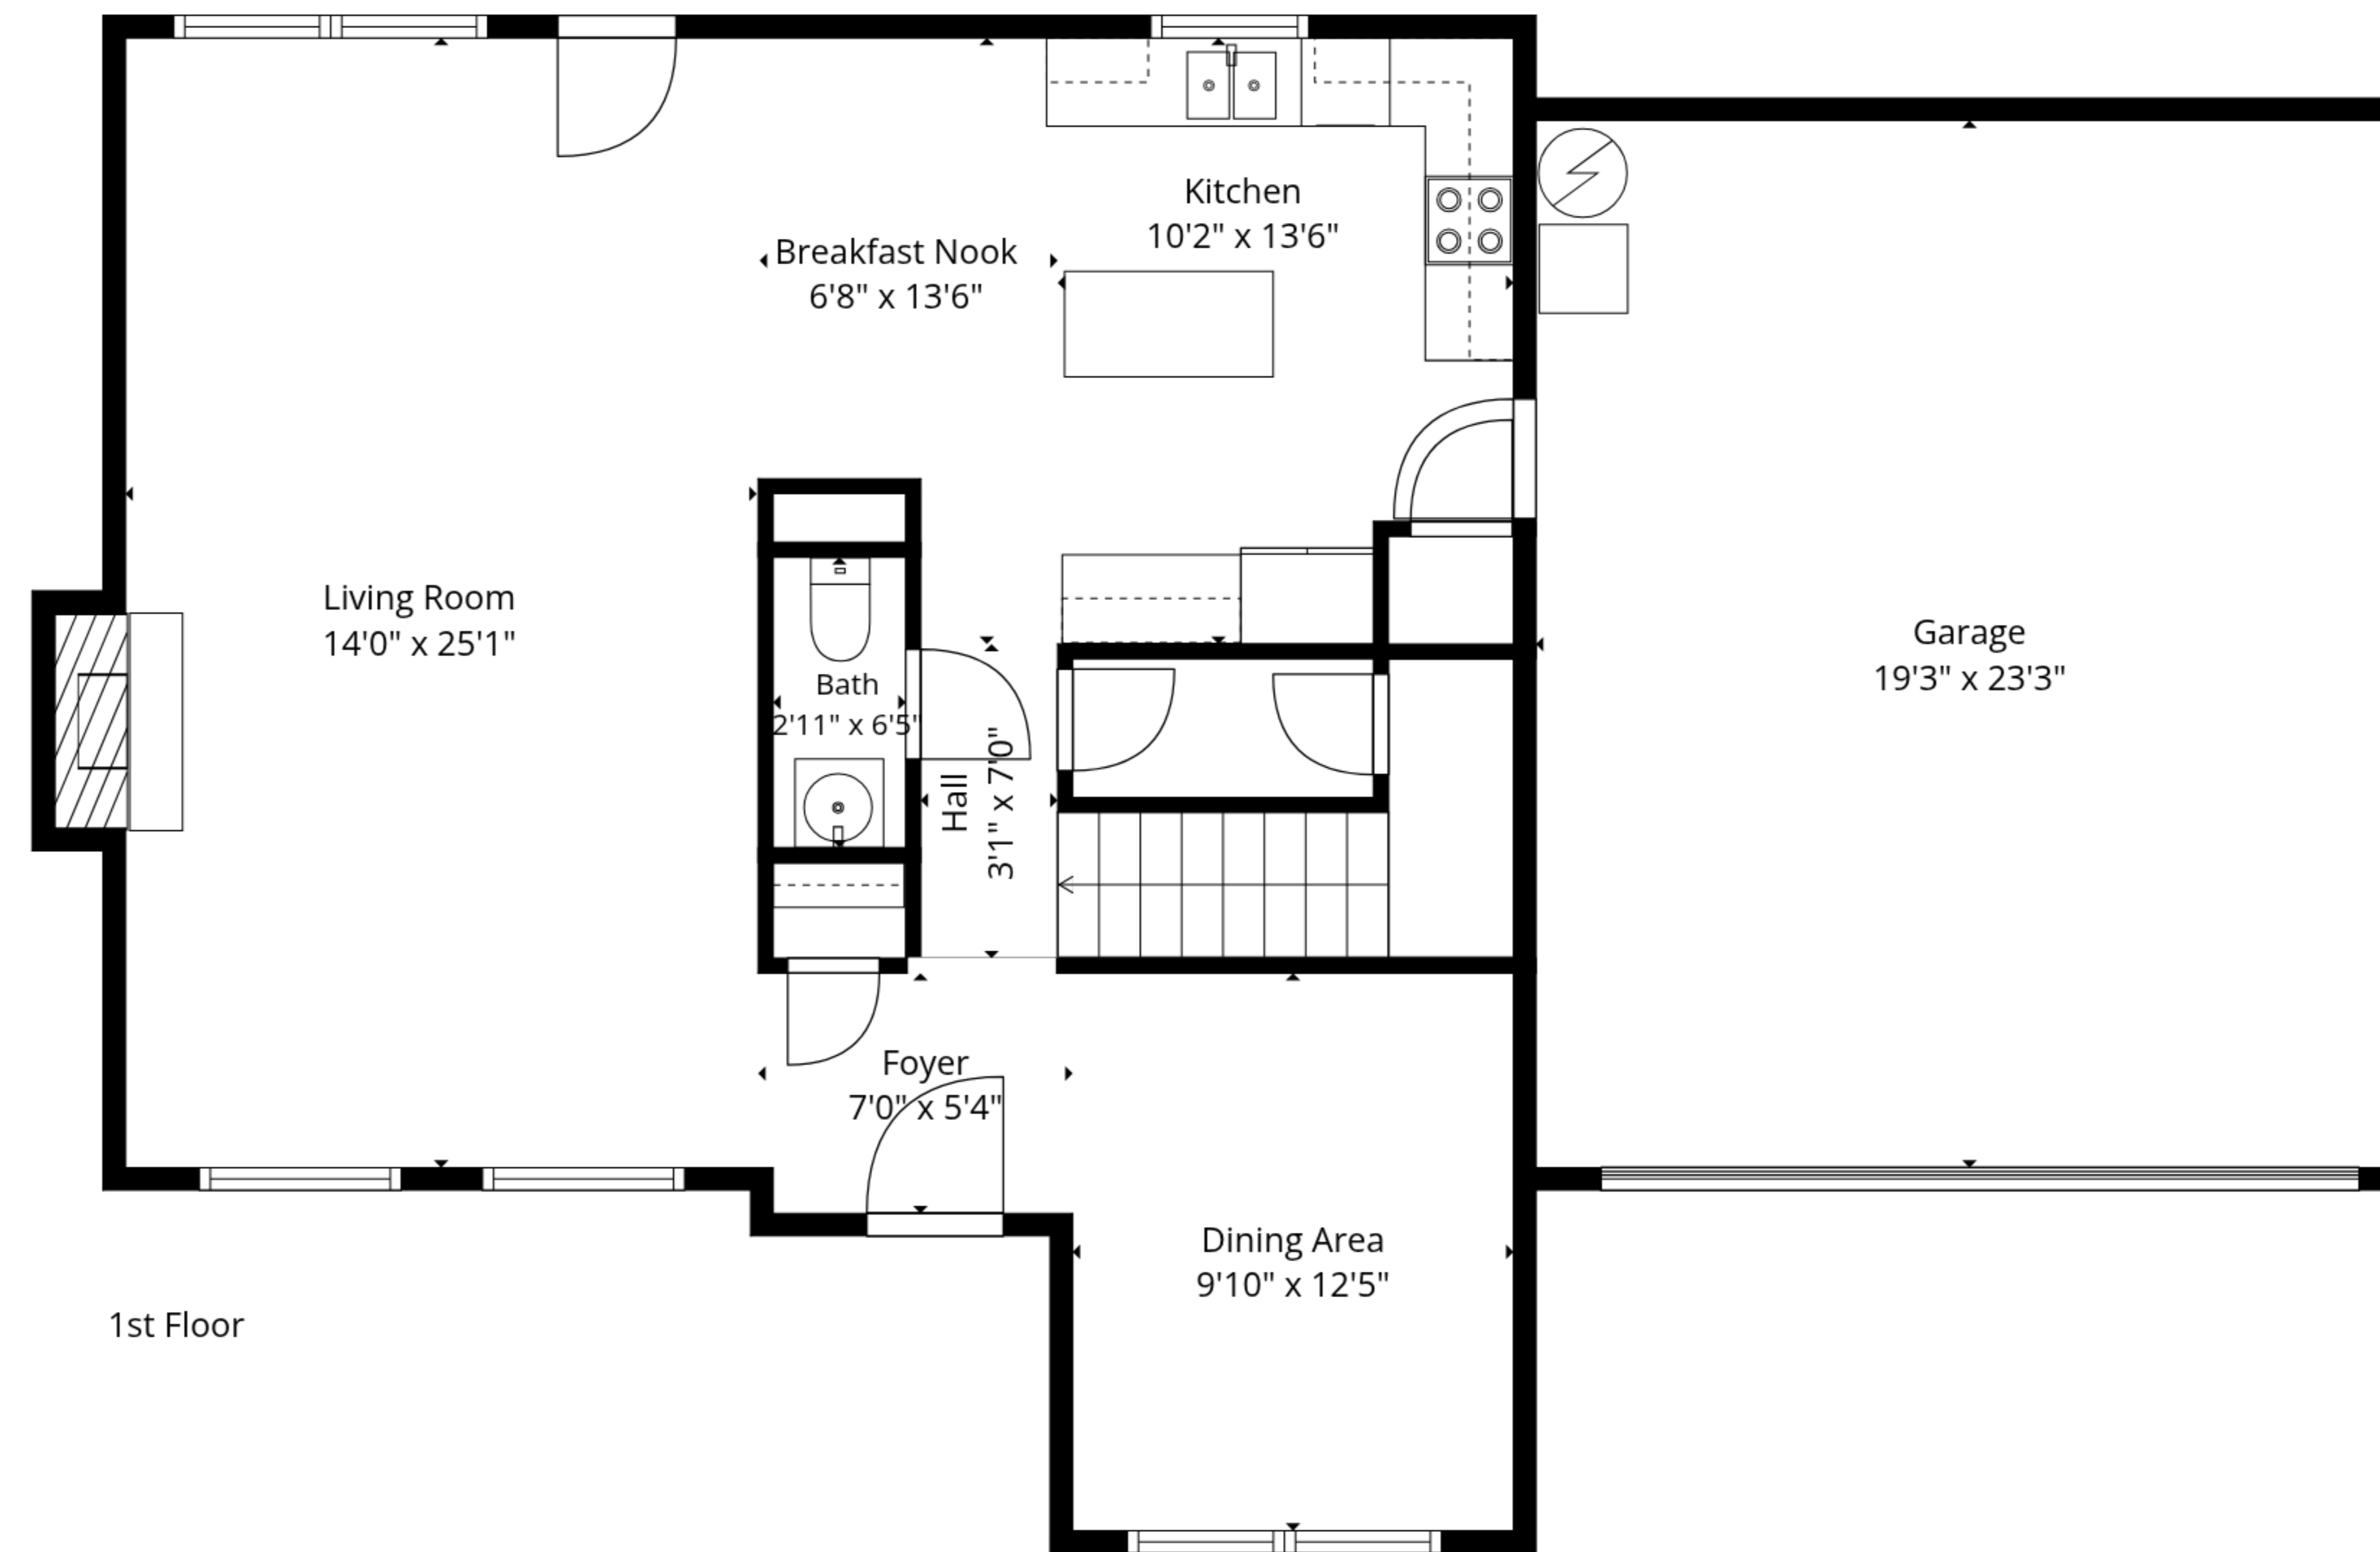 Kitchen
10'2" x 13'6"
Breakfast Nook
6'8" x 13'6"
Living Room
14'0" x 25'1"
Garage
19'3" x 23'3"
Bath
2'11" x 6'5"
Hall
3'1" x 7'0"
Foyer
7'0" x 5'4"
Dining Area
9'10" x 12'5"
1st Floor